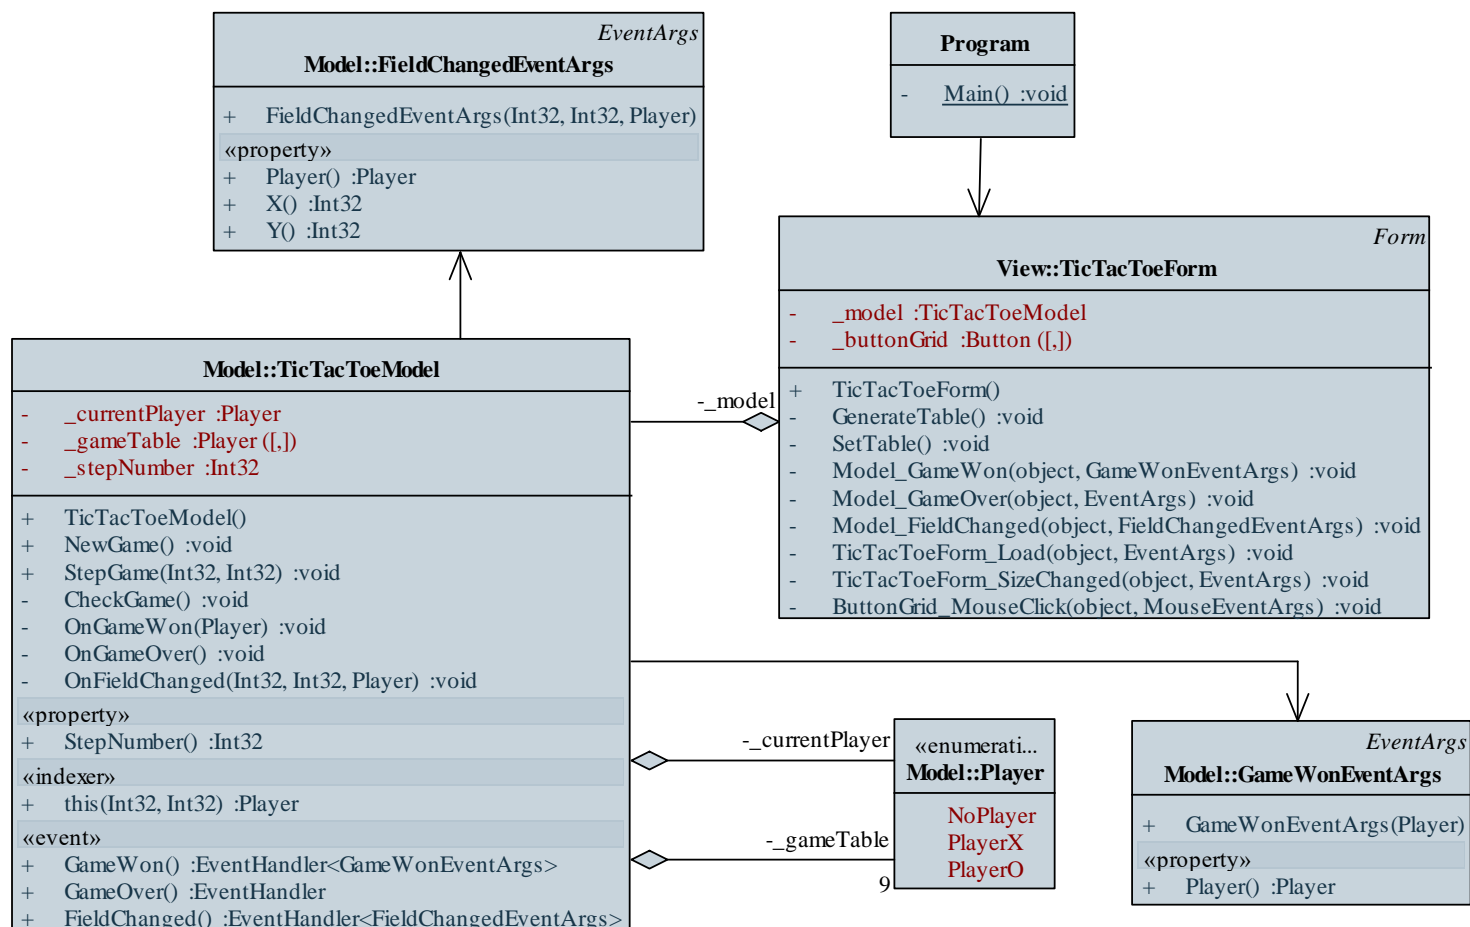 EventArgs
Model::FieldChangedEventArgs
+ FieldChangedEventArgs(Int32, Int32, Player)
«property»
+ Player() :Player
+ X() :Int32
+ Y() :Int32
Program
- Main() :void
Form
View::TicTacToeForm
- _model :TicTacToeModel
- _buttonGrid :Button ([,])
+ TicTacToeForm()
- GenerateTable() :void
- SetTable() :void
- Model_GameWon(object, GameWonEventArgs) :void
- Model_GameOver(object, EventArgs) :void
- Model_FieldChanged(object, FieldChangedEventArgs) :void
- TicTacToeForm_Load(object, EventArgs) :void
- TicTacToeForm_SizeChanged(object, EventArgs) :void
- ButtonGrid_MouseClick(object, MouseEventArgs) :void
-_model
Model::TicTacToeModel
- _currentPlayer :Player
- _gameTable :Player ([,])
- _stepNumber :Int32
+ TicTacToeModel()
+ NewGame() :void
+ StepGame(Int32, Int32) :void
- CheckGame() :void
- OnGameWon(Player) :void
- OnGameOver() :void
- OnFieldChanged(Int32, Int32, Player) :void
«property»
+ StepNumber() :Int32
«indexer»
+ this(Int32, Int32) :Player
«event»
+ GameWon() :EventHandler<GameWonEventArgs>
+ GameOver() :EventHandler
+ FieldChanged() :EventHandler<FieldChangedEventArgs>
-_currentPlayer
-_gameTable
9
«enumerati...
Model::Player
NoPlayer
PlayerX
PlayerO
EventArgs
Model::GameWonEventArgs
+ GameWonEventArgs(Player)
«property»
+ Player() :Player